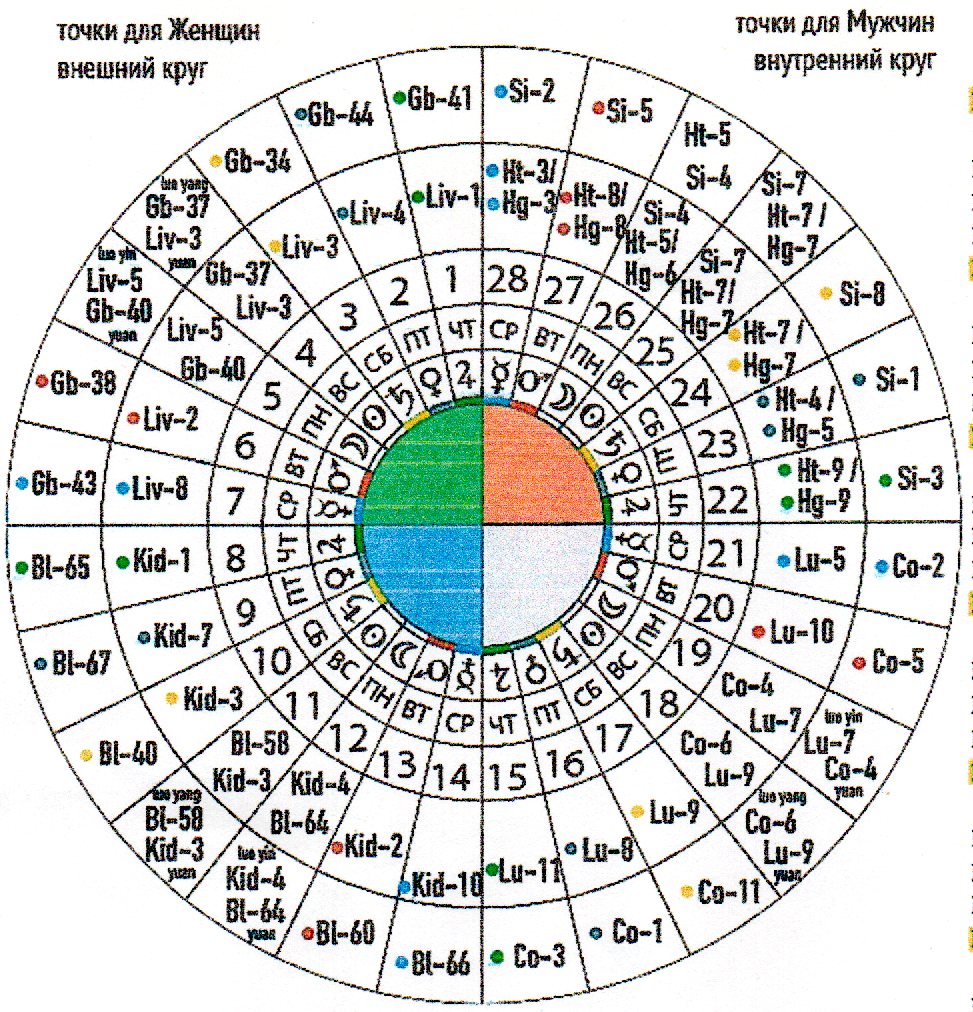 точки для Женщин
внешний круг
точки для Мужчин
внутренний круг
Gb-44
Gb-41
Si-2
Si-5
Ht-5
Si-4
Si-7
Ht-7 /
Hg-7
Si-8
Si-1
Si-3
Co-2
Co-5
luo yin
Lu-7
Co-4
yuan
luo yang
Co-6
Lu-9
yuan
Co-11
Co-1
Co-3
Bl-66
Bl-60
luo yin
Kid-4
Bl-64
yuan
luo yang
Bl-58
Kid-3
yuan
Bl-40
Bl-67
Bl-65
Gb-43
Gb-38
luo yin
Liv-5
Gb-40
yuan
luo yang
Gb-37
Liv-3
yuan
Gb-34
Liv-4
Liv-1
Ht-3/
Hg-3
Ht-8/
Hg-8
Si-4
Ht-5/
Hg-6
Si-7
Ht-7/
Hg-7
Ht-7 /
Hg-7
Ht-4 /
Hg-5
Ht-9 /
Hg-9
Lu-5
Lu-10
Co-4
Lu-7
Co-6
Lu-9
Lu-9
Lu-8
Lu-11
Kid-10
Kid-2
Kid-4
Bl-64
Bl-58
Kid-3
Kid-3
Kid-7
Kid-1
Liv-8
Liv-2
Liv-5
Gb-40
Gb-37
Liv-3
Liv-3
1
28
27
26
25
24
23
22
21
20
19
18
17
16
15
14
13
12
11
10
9
8
7
6
5
4
3
2
ЧТ
СР
ВТ
ПН
ВС
СБ
ПТ
ЧТ
СР
ВТ
ПН
ВС
СБ
ПТ
ЧТ
СР
ВТ
ПН
ВС
СБ
ПТ
ЧТ
СР
ВТ
ПН
ВС
СБ
ПТ
♃
☿
♂
☽
☉
♄
♀
♃
☿
♂
☽
☉
♄
♀
♃
☿
♂
☽
☉
♄
♀
♃
☿
♂
☽
☉
♄
♀